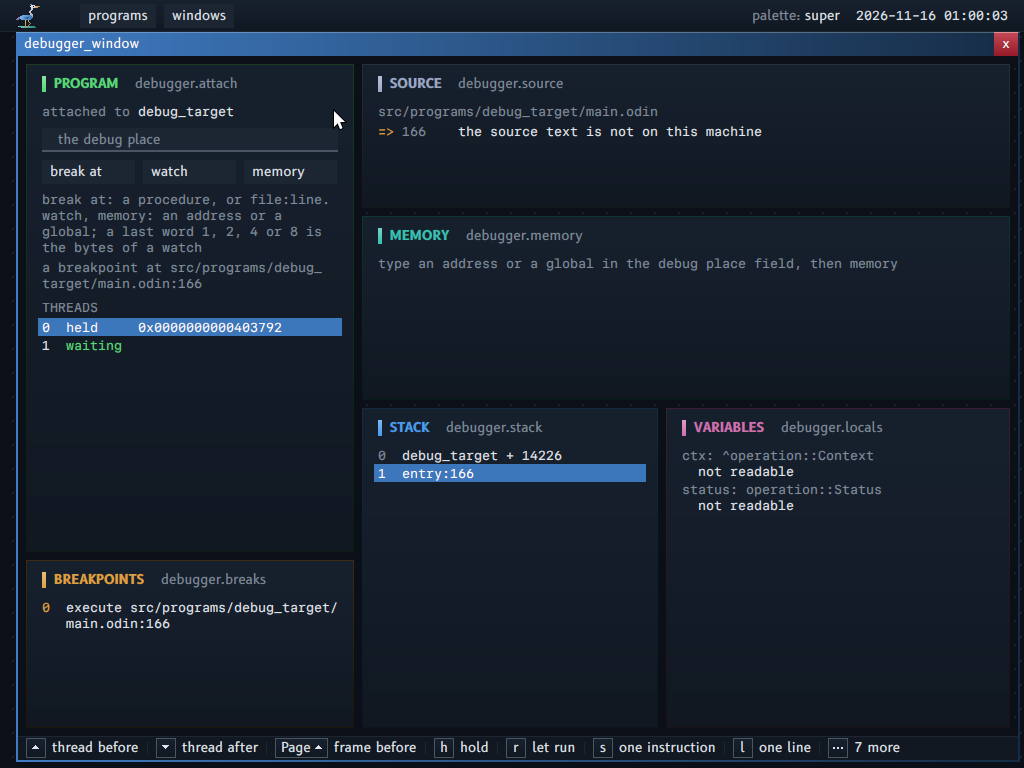 programs windows palette: super 2026-11-16 01:00:03
debugger_window x
PROGRAM debugger.attach
attached to debug_target
the debug place
break at watch memory
break at: a procedure, or file:line.
watch, memory: an address or a
global; a last word 1, 2, 4 or 8 is
the bytes of a watch
a breakpoint at src/programs/debug_
target/main.odin:166
THREADS
0 held 0x0000000000403792
1 waiting
BREAKPOINTS debugger.breaks
0 execute src/programs/debug_target/
main.odin:166
SOURCE debugger.source
src/programs/debug_target/main.odin
=> 166 the source text is not on this machine
MEMORY debugger.memory
type an address or a global in the debug place field, then memory
STACK debugger.stack
0 debug_target + 14226
1 entry:166
VARIABLES debugger.locals
ctx: ^operation::Context
not readable
status: operation::Status
not readable
thread before thread after Page frame before h hold r let run s one instruction l one line ... 7 more